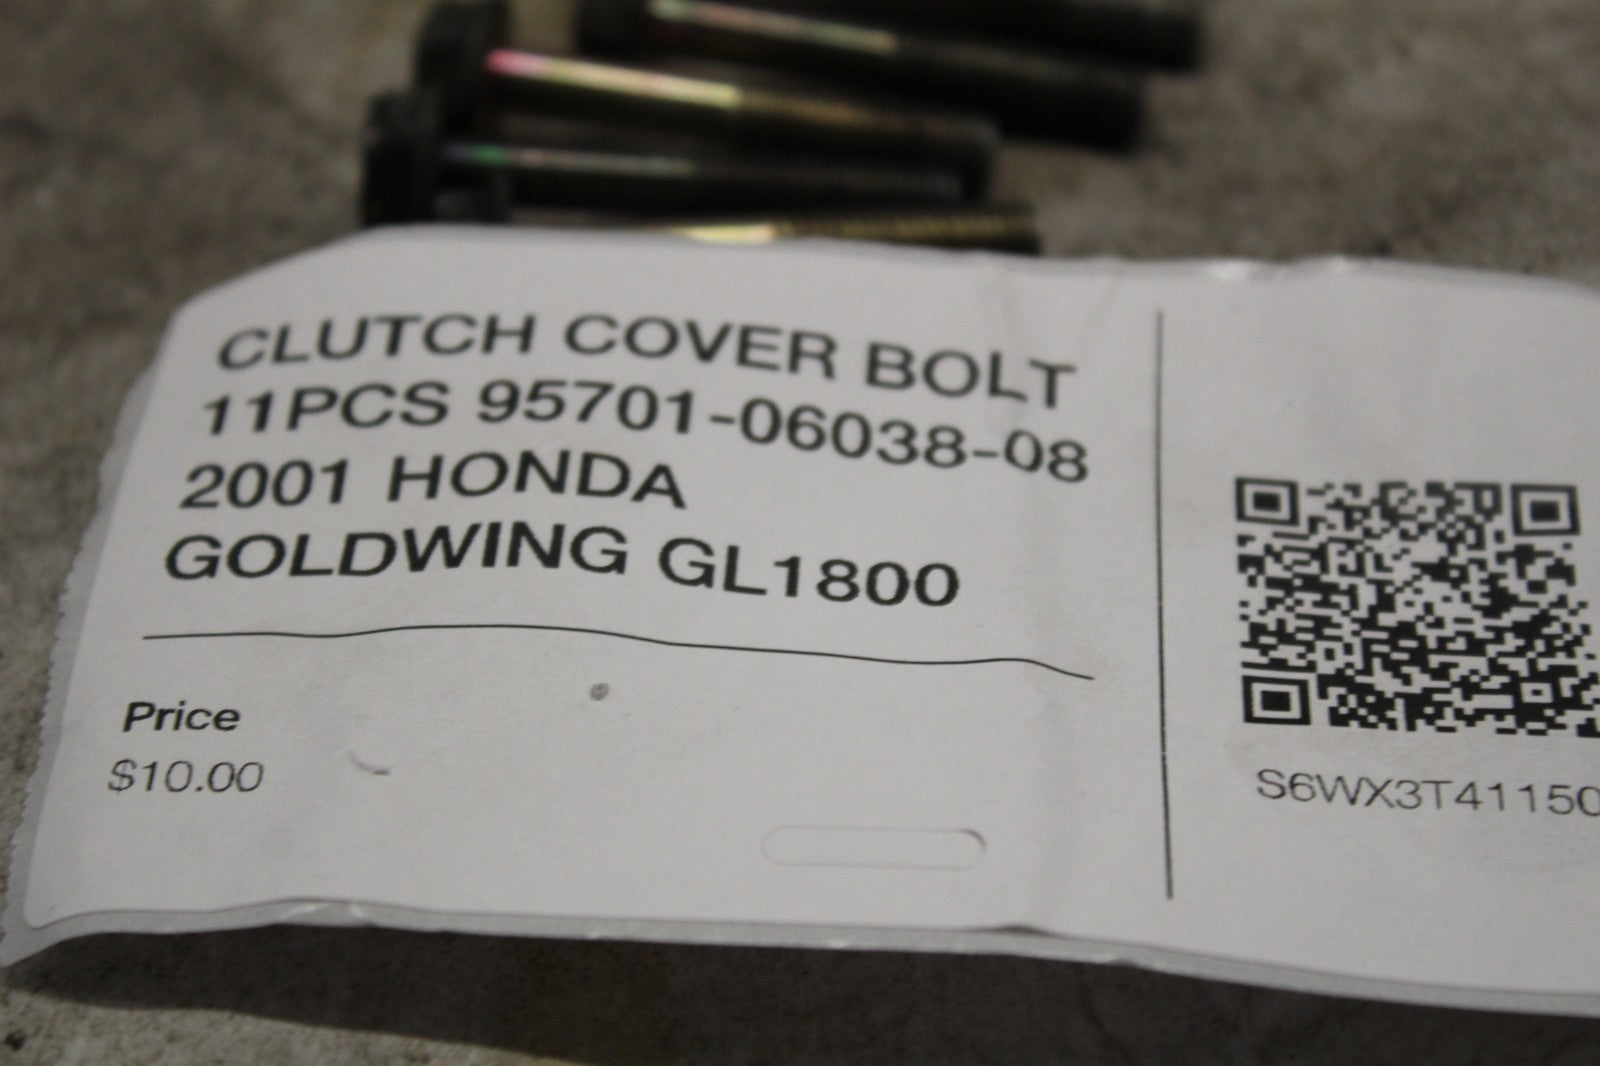 CLUTCH COVER BOLT
11PCS 95701-06038-08
2001 HONDA
GOLDWING GL1800
Price
$10.00
S6WX3T41150